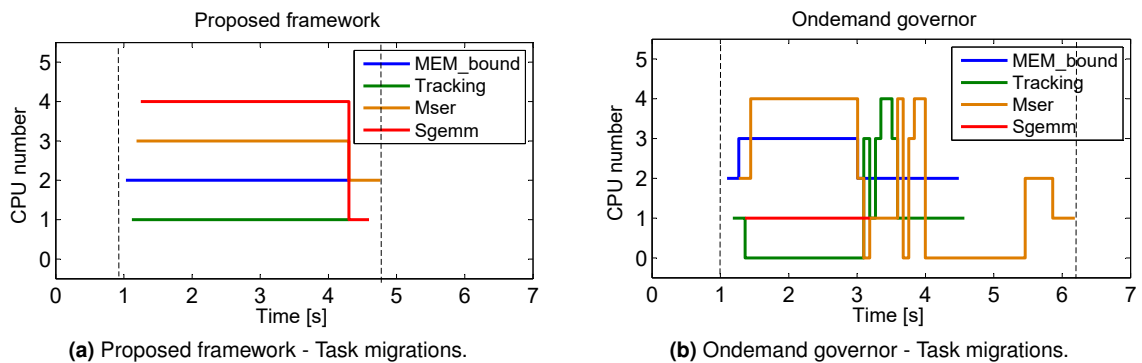 Proposed framework
5
4
3
2
1
0
CPU number
MEM_bound
Tracking
Mser
Sgemm
0 1 2 3 4 5 6 7
Time [s]
(a) Proposed framework - Task migrations.
Ondemand governor
5
4
3
2
1
0
CPU number
MEM_bound
Tracking
Mser
Sgemm
0 1 2 3 4 5 6 7
Time [s]
(b) Ondemand governor - Task migrations.